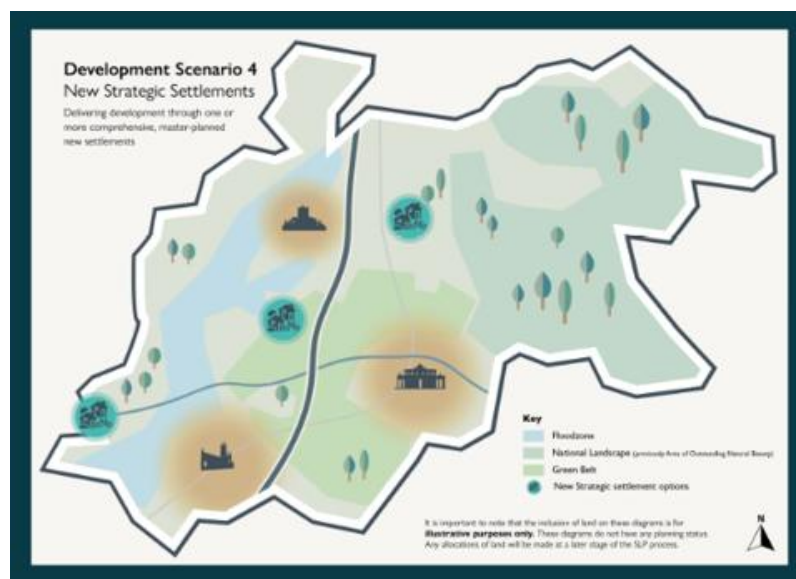 Development Scenario 4
New Strategic Settlements
Delivering development through one or
more comprehensive, master-planned
new settlements
Key
Floodzone
National Landscape (previously Area of Outstanding Natural Beauty)
Green Belt
New Strategic settlement options
It is important to note that the inclusion of land on these diagrams is for
illustrative purposes only. These diagrams do not have any planning status.
Any allocations of land will be made at a later stage of the SLP process.
N